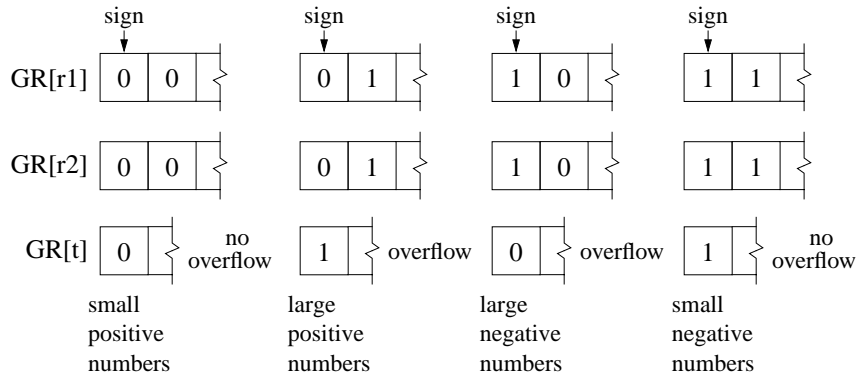 sign sign sign sign
GR[r1] 0 0 0 1 1 0 1 1
GR[r2] 0 0 0 1 1 0 1 1
GR[t] 0 no overflow 1 overflow 0 overflow 1 no overflow
small large large small
positive positive negative negative
numbers numbers numbers numbers